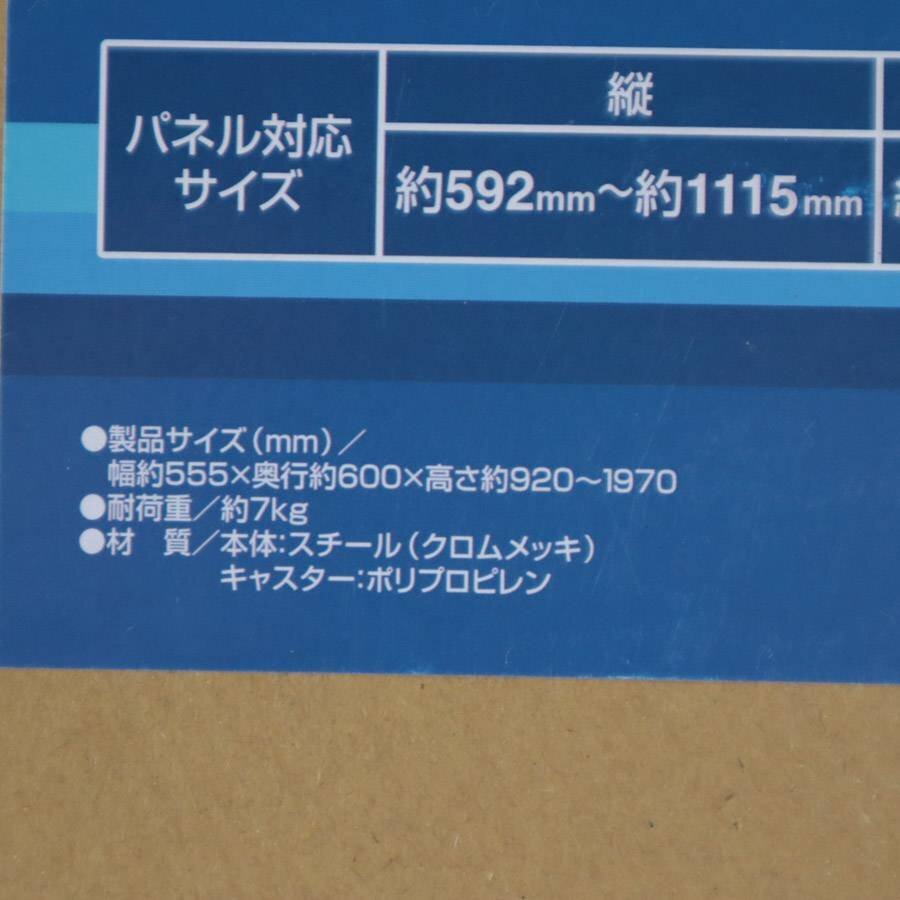 パネル対応
サイズ
縦
約592mm～約1115mm
●製品サイズ（mm）／
幅約555×奥行約600×高さ約920～1970
●耐荷重／約7kg
●材　質／本体：スチール（クロムメッキ）
キャスター：ポリプロピレン